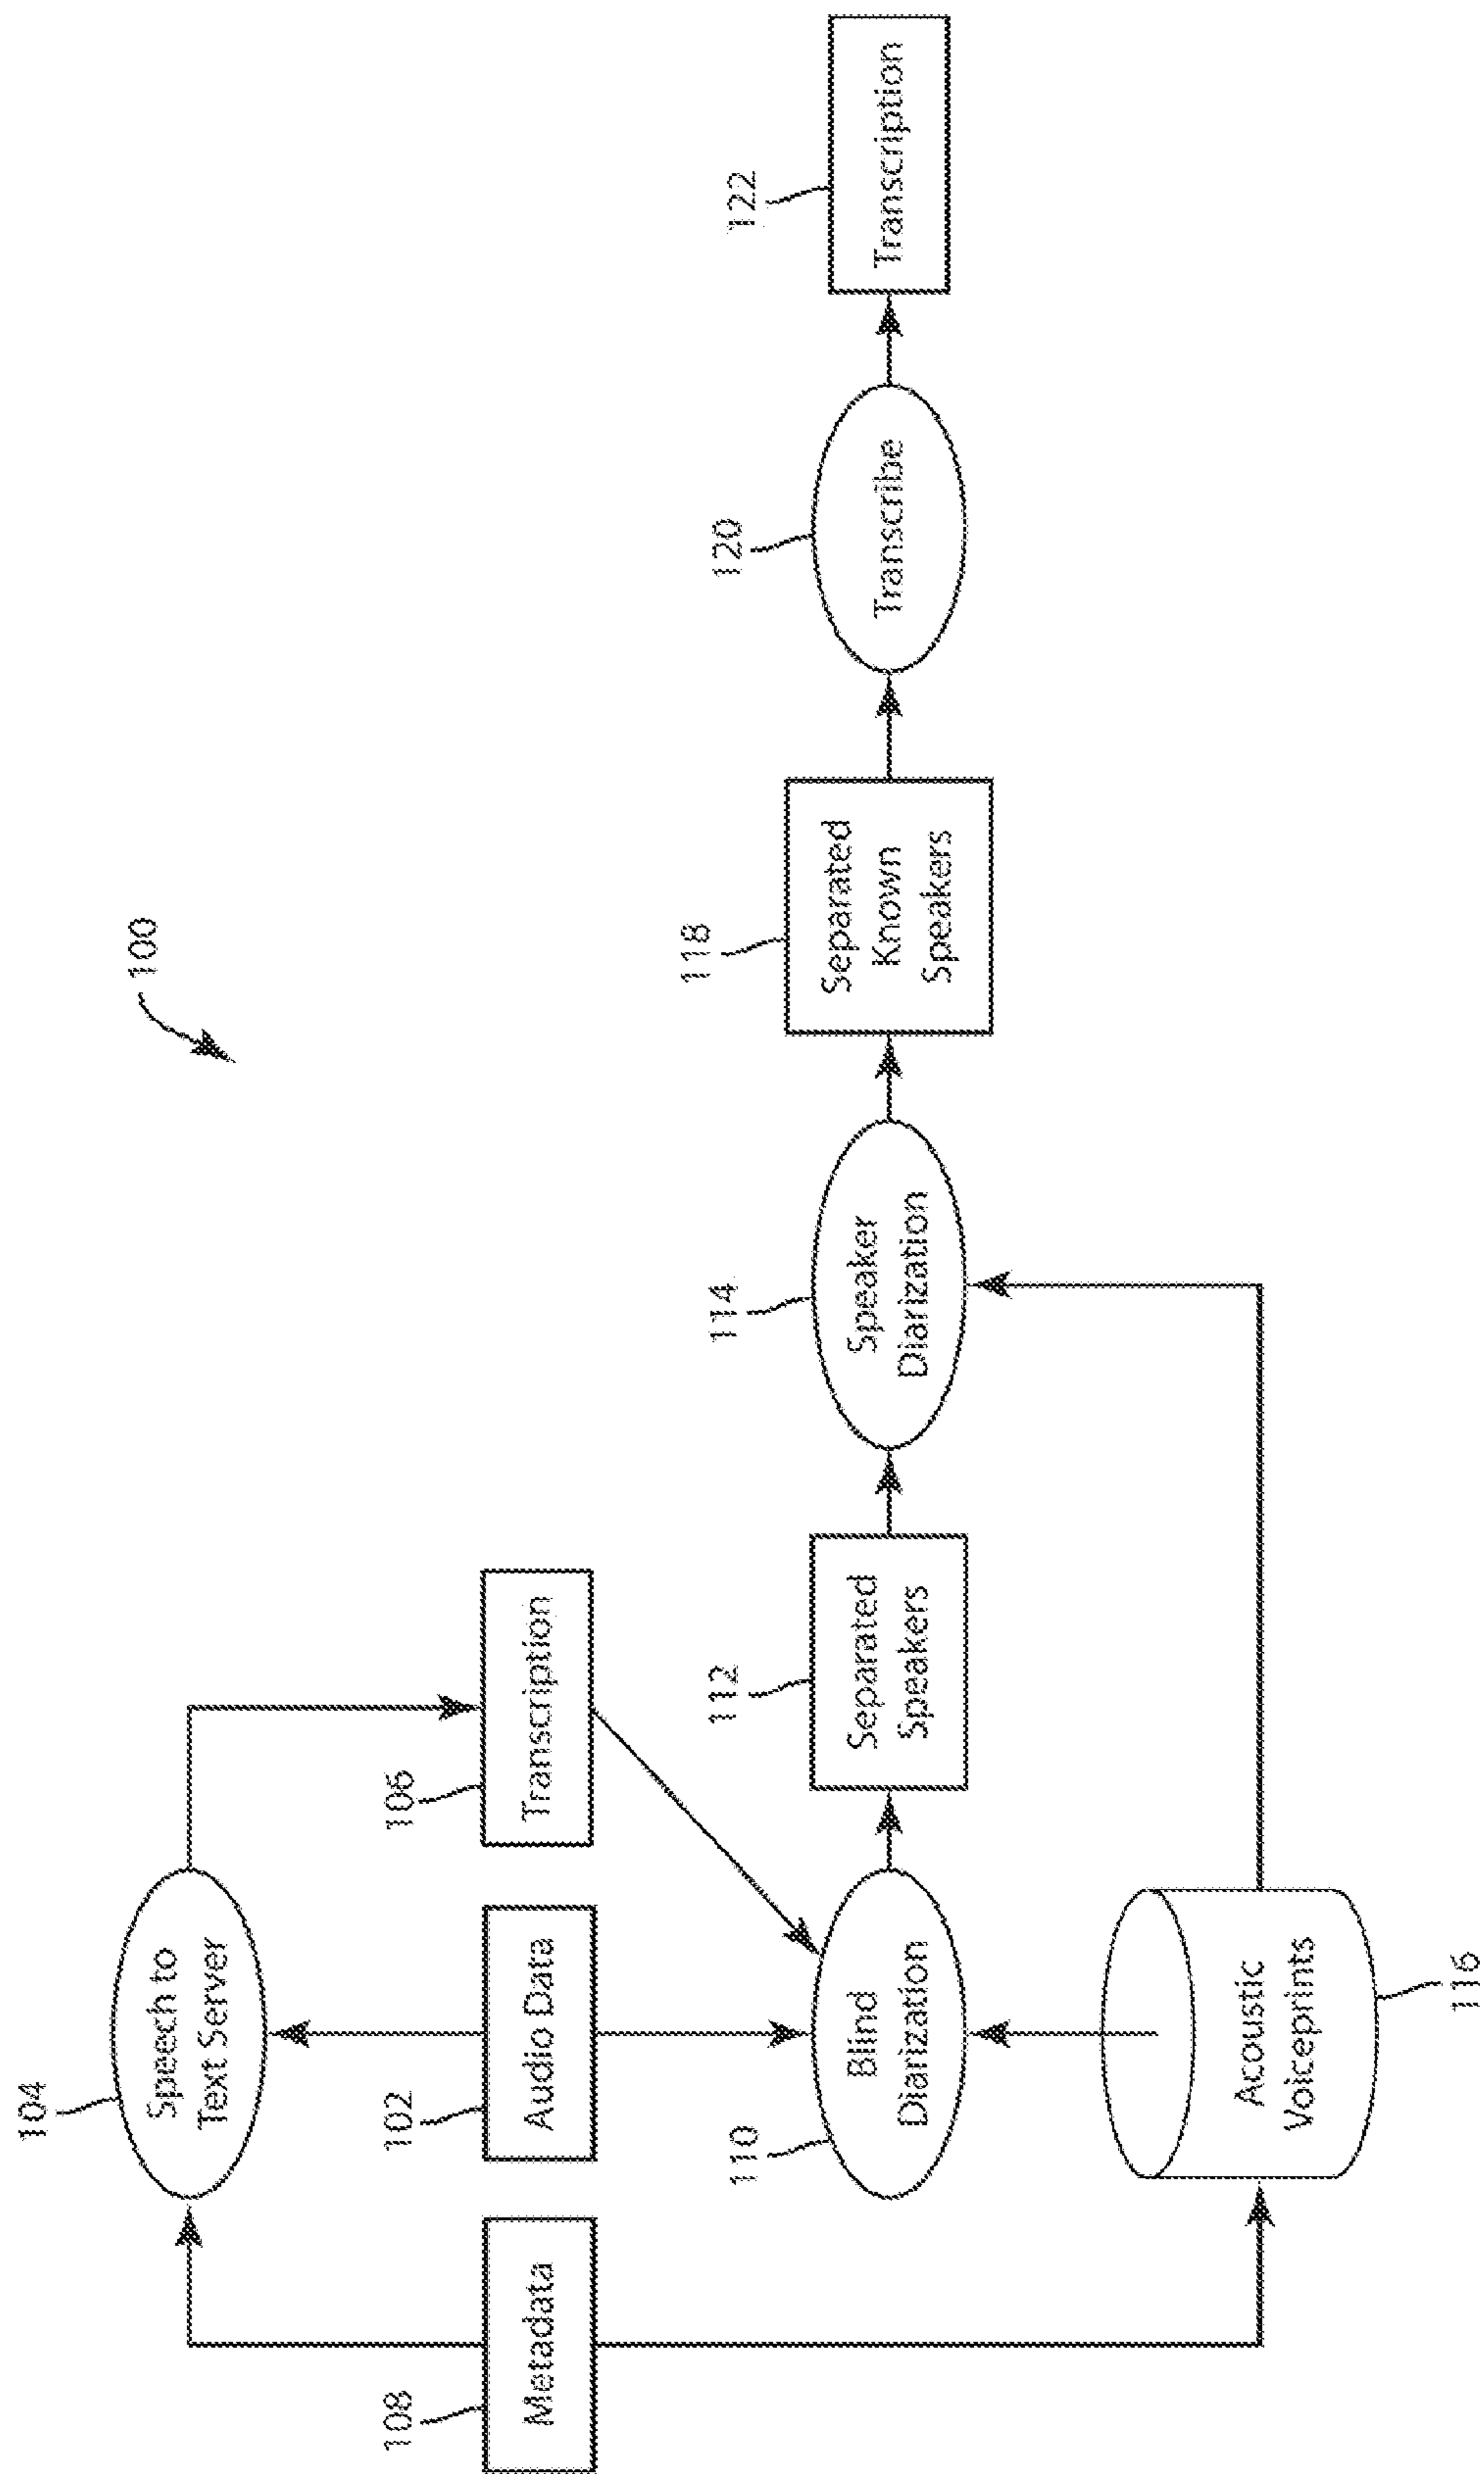 100
104
Speech to
Text Server
108
Metadata
102
Audio Data
106
Transcription
110
Blind
Diarization
112
Separated
Speakers
114
Speaker
Diarization
118
Separated
Known
Speakers
120
Transcribe
122
Transcription
Acoustic
Voiceprints
116